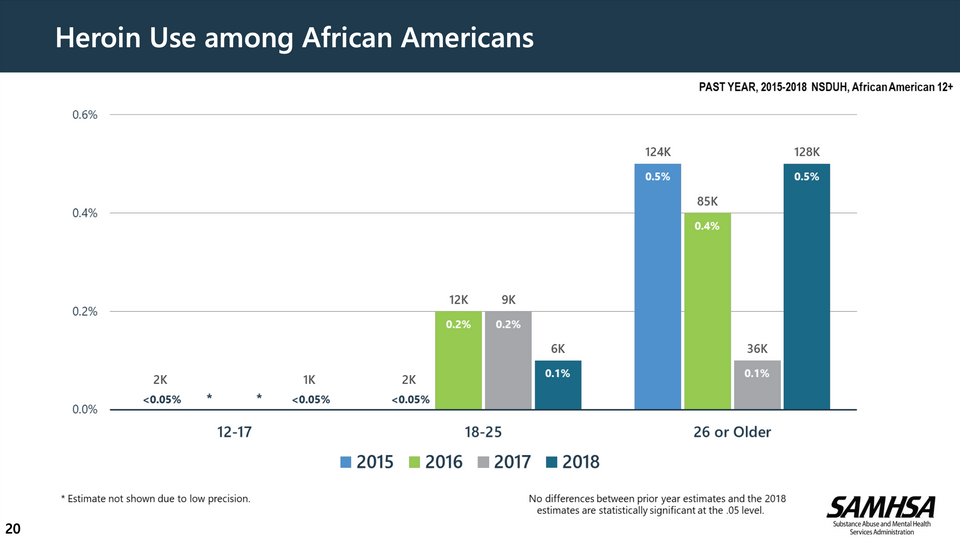 Heroin Use among African Americans
PAST YEAR, 2015-2018 NSDUH, African American 12+
0.6%
0.4%
0.2%
0.0%
2K
<0.05%
*
*
1K
<0.05%
2K
<0.05%
12K
0.2%
9K
0.2%
6K
0.1%
124K
0.5%
85K
0.4%
36K
0.1%
128K
0.5%
12-17
18-25
26 or Older
2015
2016
2017
2018
* Estimate not shown due to low precision.
No differences between prior year estimates and the 2018
estimates are statistically significant at the .05 level.
SAMHSA
Substance Abuse and Mental Health
Services Administration
20